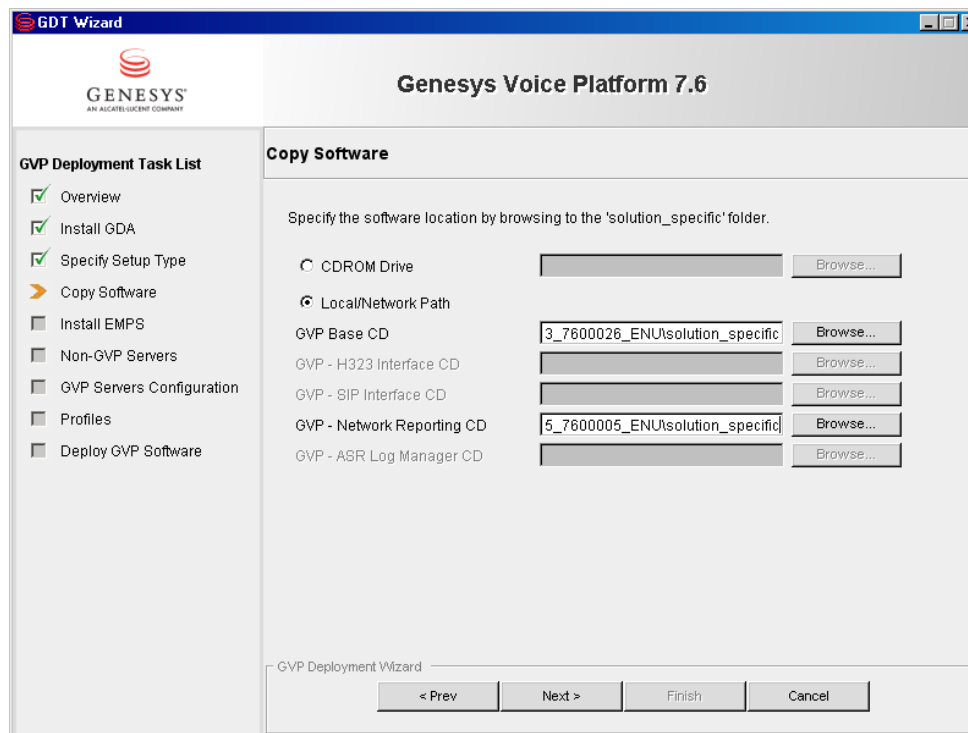 GDT Wizard
GENESYS
AN ALCATEL-LUCENT COMPANY
Genesys Voice Platform 7.6
GVP Deployment Task List
Overview
Install GDA
Specify Setup Type
Copy Software
Install EMPS
Non-GVP Servers
GVP Servers Configuration
Profiles
Deploy GVP Software
Copy Software
Specify the software location by browsing to the 'solution_specific' folder.
CDROM Drive Browse...
Local/Network Path
GVP Base CD 3_7600026_ENU\solution_specific Browse...
GVP - H323 Interface CD Browse...
GVP - SIP Interface CD Browse...
GVP - Network Reporting CD 5_7600005_ENU\solution_specific Browse...
GVP - ASR Log Manager CD Browse...
GVP Deployment Wizard
< Prev Next > Finish Cancel